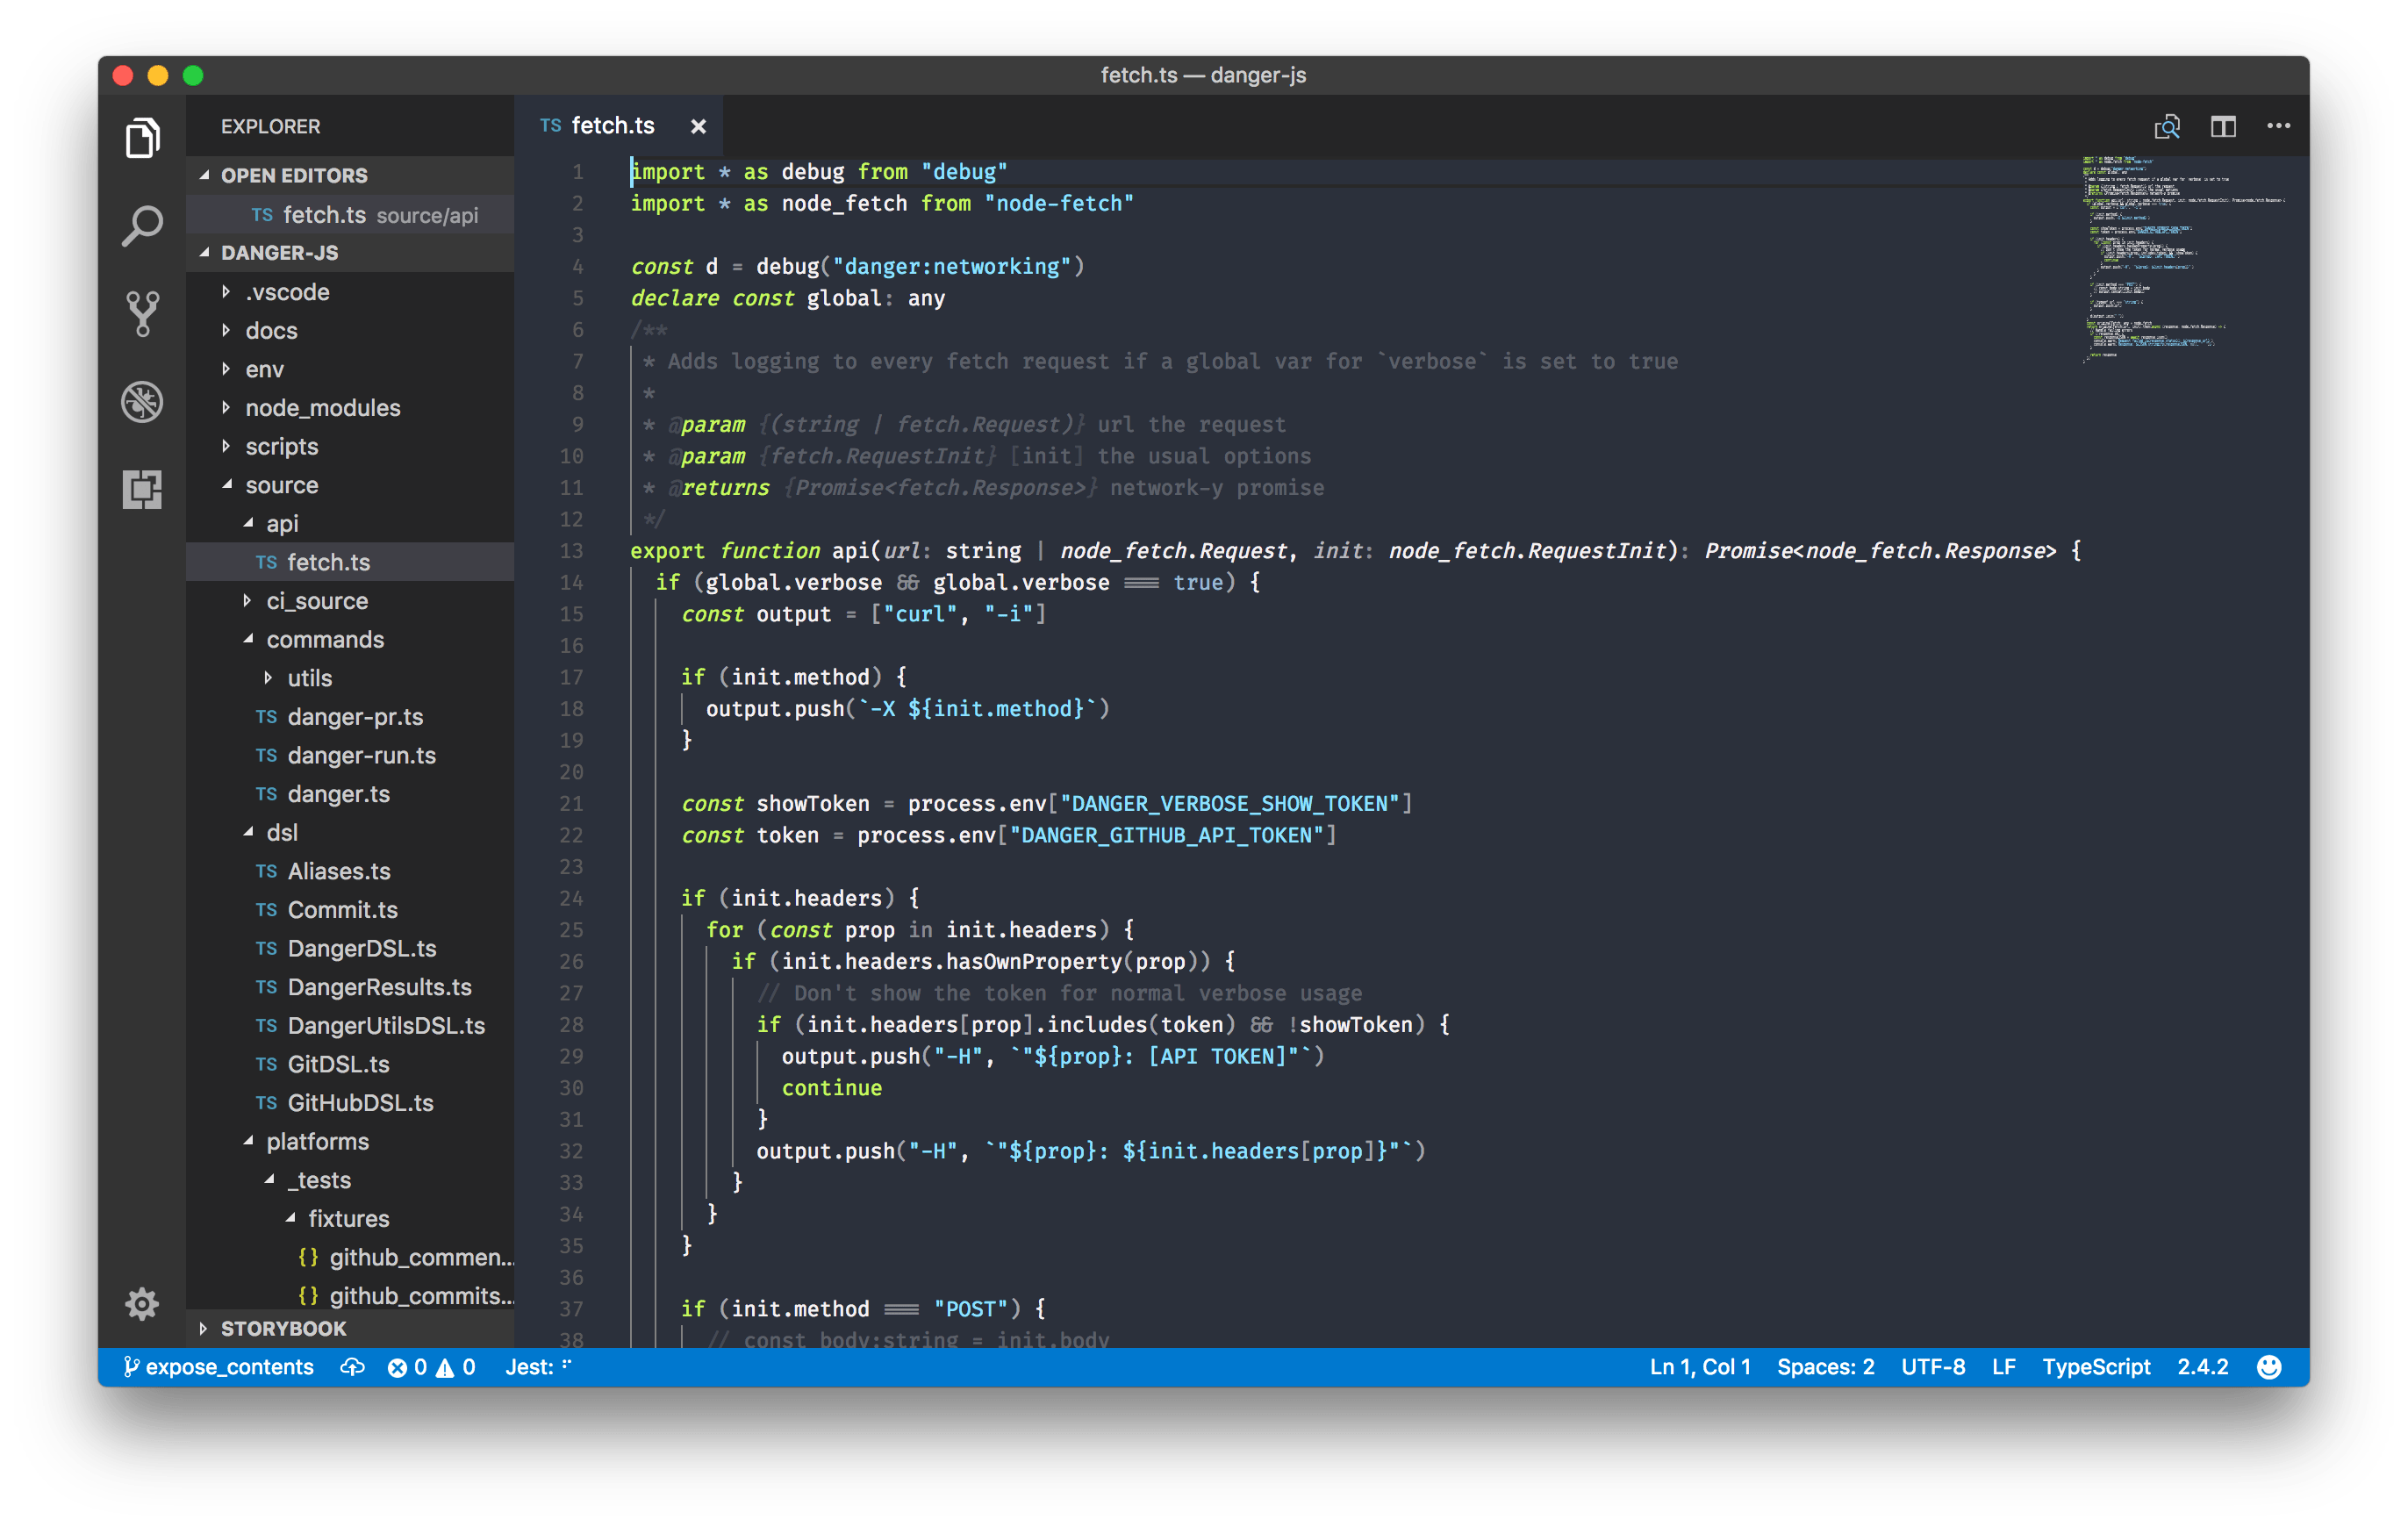 fetch.ts — danger-js
EXPLORER
OPEN EDITORS
TS fetch.ts source/api
DANGER-JS
.vscode
docs
env
node_modules
scripts
source
api
TS fetch.ts
ci_source
commands
utils
TS danger-pr.ts
TS danger-run.ts
TS danger.ts
dsl
TS Aliases.ts
TS Commit.ts
TS DangerDSL.ts
TS DangerResults.ts
TS DangerUtilsDSL.ts
TS GitDSL.ts
TS GitHubDSL.ts
platforms
_tests
fixtures
{} github_commen...
{} github_commits...
STORYBOOK
TS fetch.ts
1 import * as debug from "debug"
2 import * as node_fetch from "node-fetch"
3
4 const d = debug("danger:networking")
5 declare const global: any
6 /**
7 * Adds logging to every fetch request if a global var for `verbose` is set to true
8 *
9 * @param {(string | fetch.Request)} url the request
10 * @param {fetch.RequestInit} [init] the usual options
11 * @returns {Promise<fetch.Response>} network-y promise
12 */
13 export function api(url: string | node_fetch.Request, init: node_fetch.RequestInit): Promise<node_fetch.Response> {
14 if (global.verbose && global.verbose === true) {
15 const output = ["curl", "-i"]
16
17 if (init.method) {
18 output.push(`-X ${init.method}`)
19 }
20
21 const showToken = process.env["DANGER_VERBOSE_SHOW_TOKEN"]
22 const token = process.env["DANGER_GITHUB_API_TOKEN"]
23
24 if (init.headers) {
25 for (const prop in init.headers) {
26 if (init.headers.hasOwnProperty(prop)) {
27 // Don't show the token for normal verbose usage
28 if (init.headers[prop].includes(token) && !showToken) {
29 output.push("-H", `"${prop}: [API TOKEN]"`)
30 continue
31 }
32 output.push("-H", `"${prop}: ${init.headers[prop]}"`)
33 }
34 }
35 }
36
37 if (init.method === "POST") {
38 // const body:string = init.body
expose_contents 0 0 Jest: Ln 1, Col 1 Spaces: 2 UTF-8 LF TypeScript 2.4.2